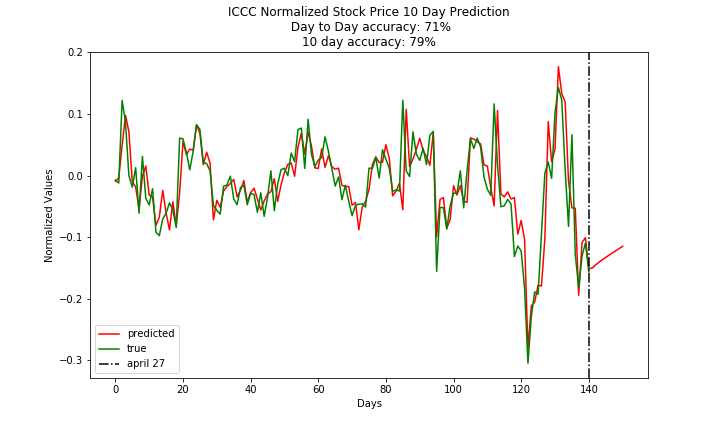 ICCC Normalized Stock Price 10 Day Prediction
Day to Day accuracy: 71%
10 day accuracy: 79%
0.2
0.1
0.0
−0.1
−0.2
−0.3
Normalized Values
predicted
true
april 27
0 20 40 60 80 100 120 140
Days